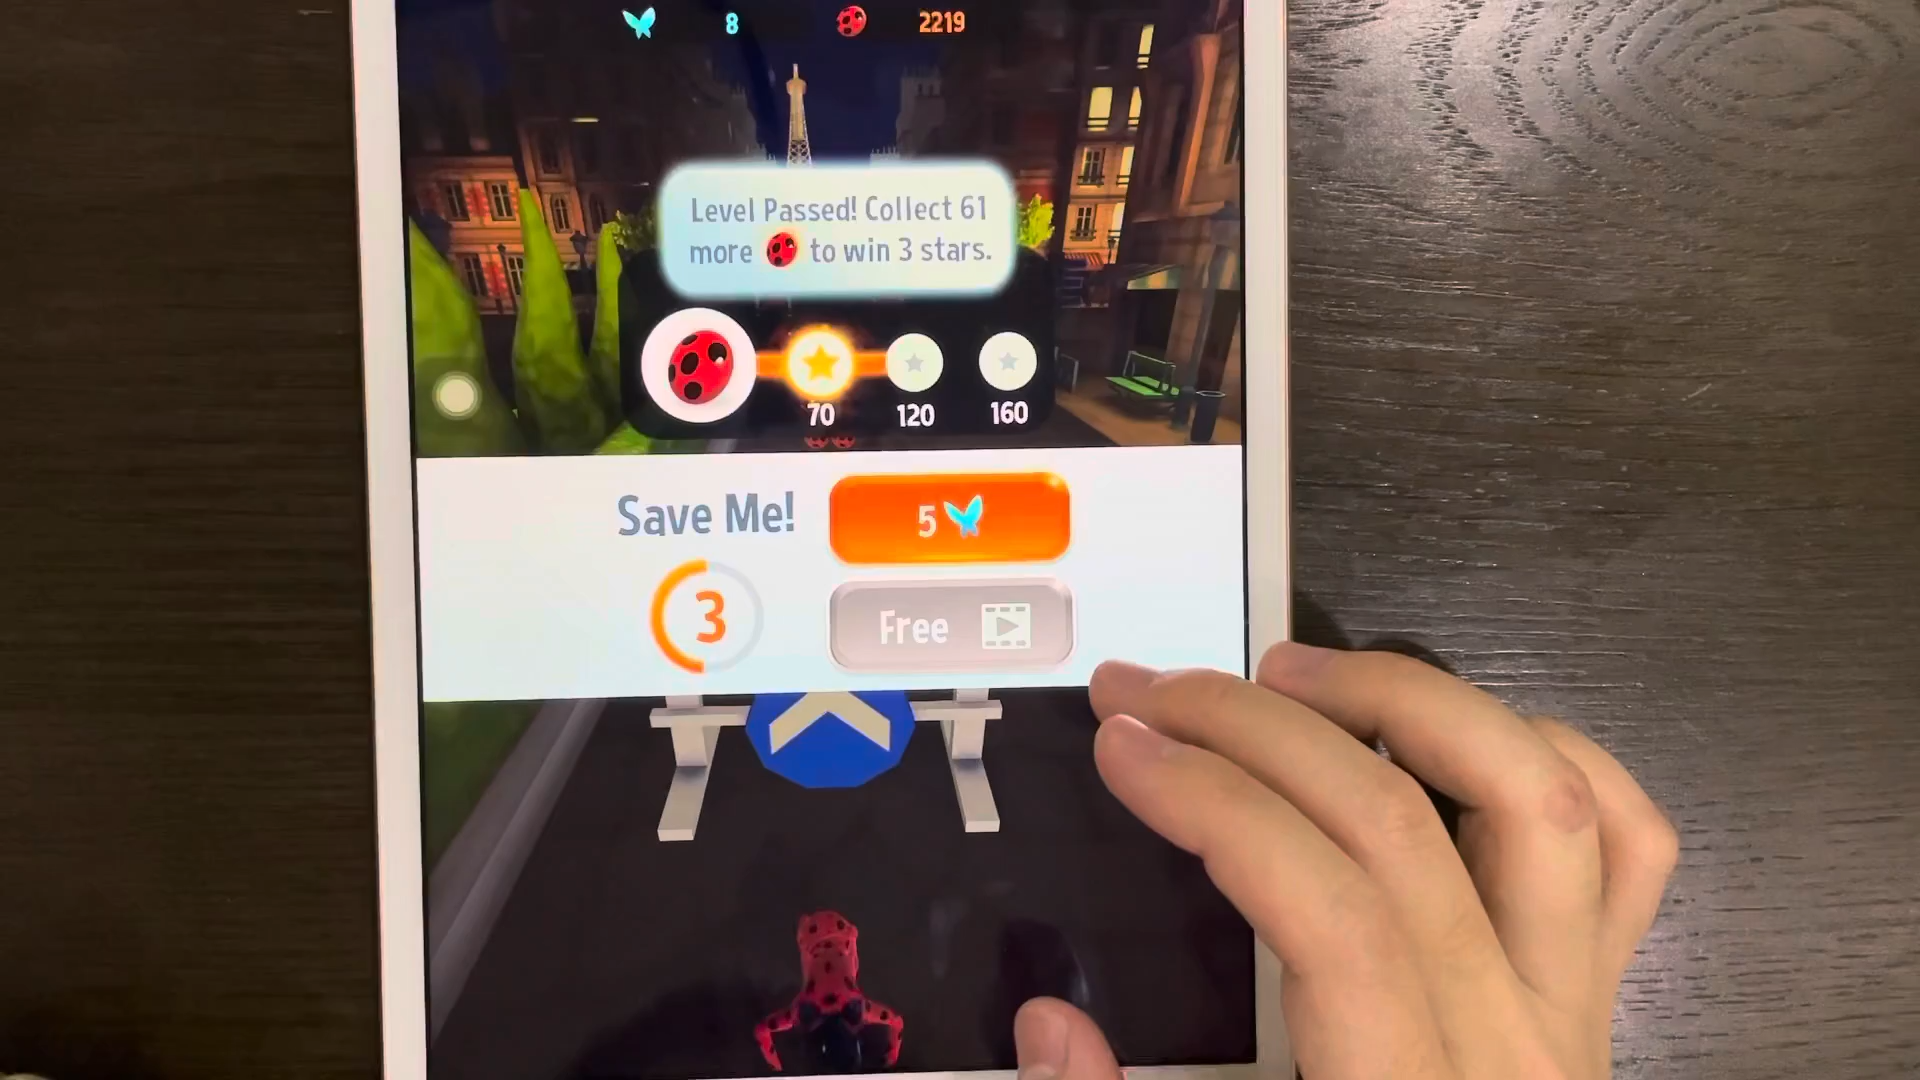 8 2219
Level Passed! Collect 61
more to win 3 stars.
70 120 160
Save Me!
5
3
Free